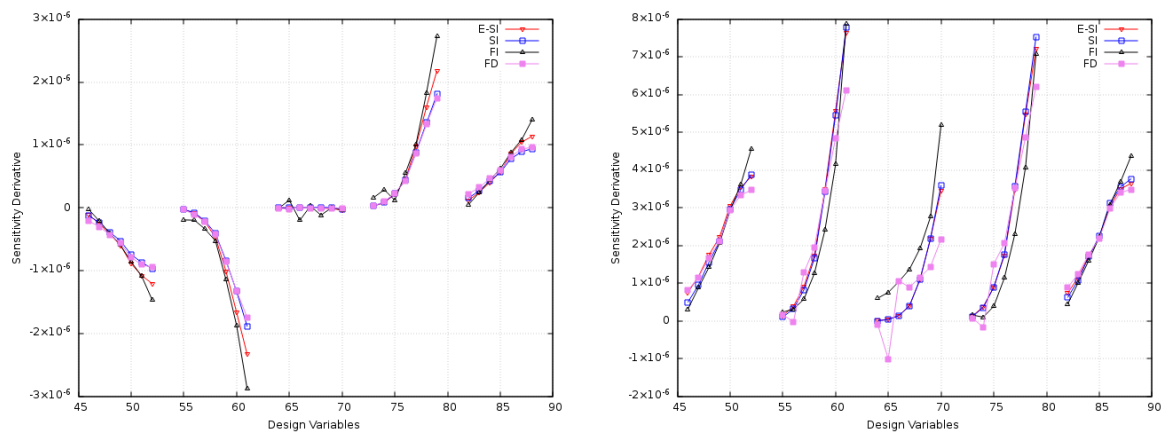 3×10⁻⁶
2×10⁻⁶
1×10⁻⁶
0
-1×10⁻⁶
-2×10⁻⁶
-3×10⁻⁶
45 50 55 60 65 70 75 80 85 90
Sensitivity Derivative
Design Variables
E-SI
SI
FI
FD
8×10⁻⁶
7×10⁻⁶
6×10⁻⁶
5×10⁻⁶
4×10⁻⁶
3×10⁻⁶
2×10⁻⁶
1×10⁻⁶
0
-1×10⁻⁶
-2×10⁻⁶
45 50 55 60 65 70 75 80 85 90
Sensitivity Derivative
Design Variables
E-SI
SI
FI
FD